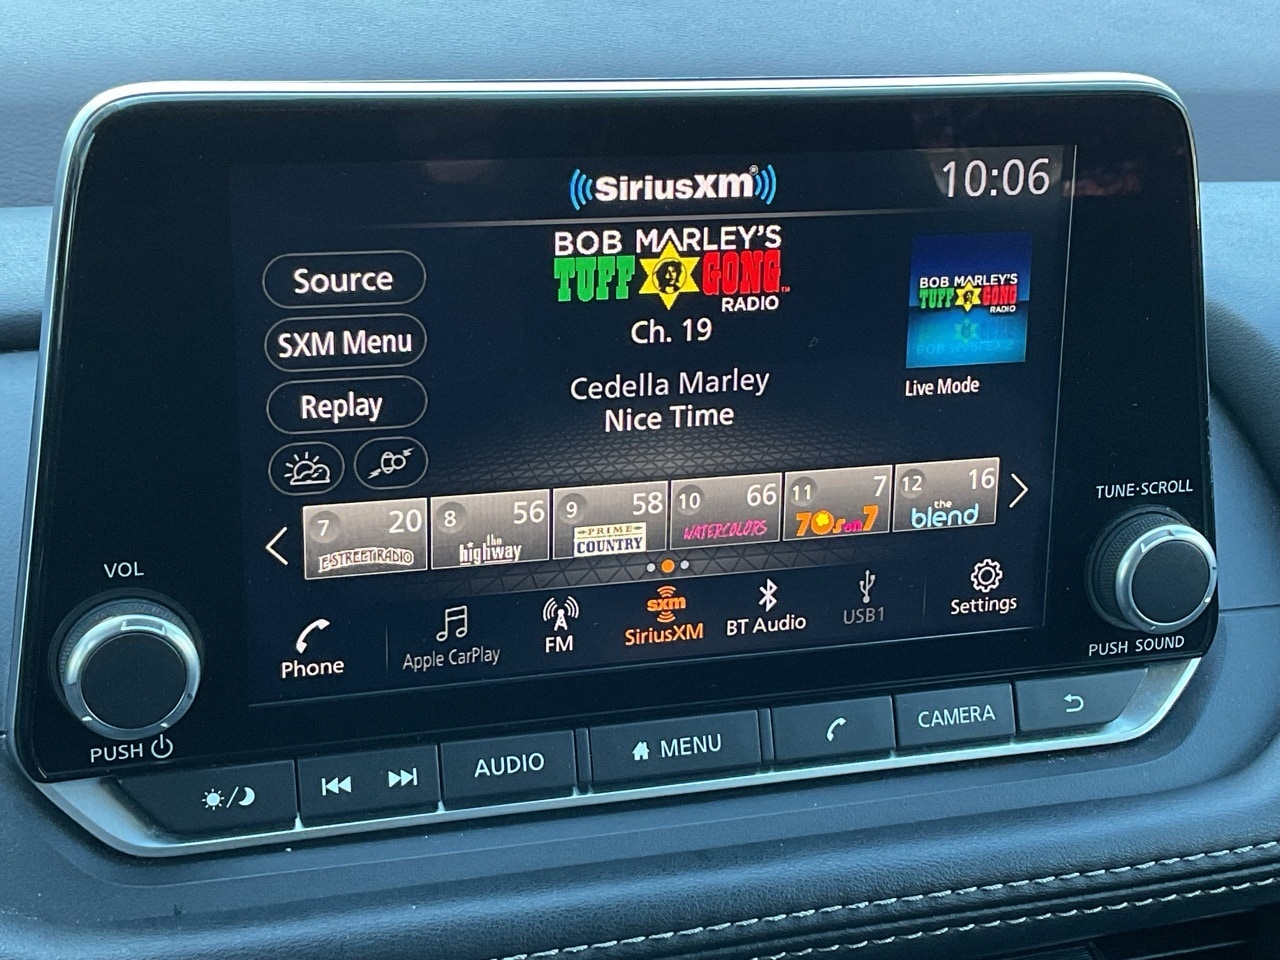 SiriusXM®
10:06
Source
SXM Menu
Replay
BOB MARLEY'S
TUFF GONG™
RADIO
Ch. 19
Cedella Marley
Nice Time
BOB MARLEY'S
TUFF GONG
RADIO
Live Mode
7 20
E·STREET RADIO
8 56
the
highway
9 58
PRIME
COUNTRY
10 66
WATERCOLORS
11 7
70s on 7
12 16
the
blend
Phone
Apple CarPlay
FM
sxm
SiriusXM
BT Audio
USB1
Settings
VOL
PUSH
TUNE·SCROLL
PUSH SOUND
AUDIO
MENU
CAMERA